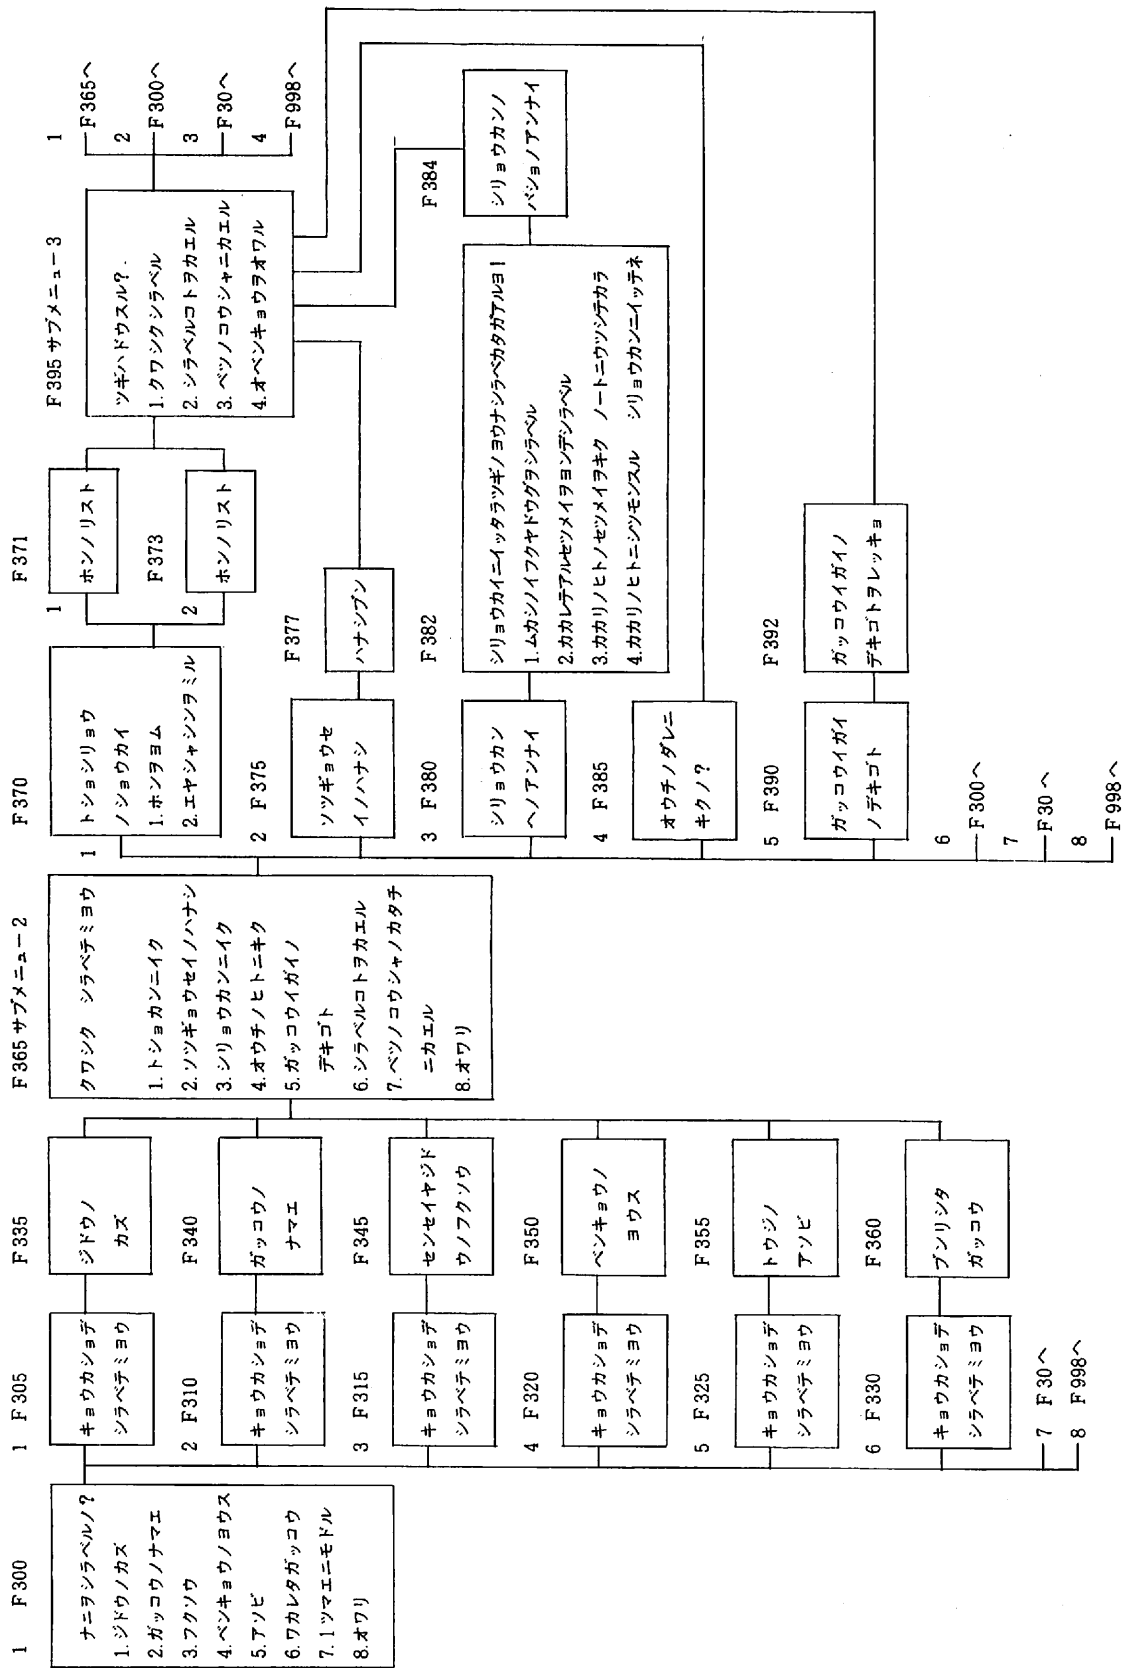 1 F300
ナニヲシラベルノ?
1.ジドウノカズ
2.ガッコウノナマエ
3.フクソウ
4.ベンキョウノヨウス
5.アソビ
6.ワカレタガッコウ
7.1ツマエニモドル
8.オワリ
1 F305
キョウカショデ
シラベテミヨウ
2 F310
キョウカショデ
シラベテミヨウ
3 F315
キョウカショデ
シラベテミヨウ
4 F320
キョウカショデ
シラベテミヨウ
5 F325
キョウカショデ
シラベテミヨウ
6 F330
キョウカショデ
シラベテミヨウ
7 F30へ
8 F998へ
F335
ジドウノ
カズ
F340
ガッコウノ
ナマエ
F345
センセイヤジド
ウノフクソウ
F350
ベンキョウノ
ヨウス
F355
トウジノ
アソビ
F360
ブンリシタ
ガッコウ
F365サブメニュー2
クワシク シラベテミヨウ
1.トショカンニイク
2.ソツギョウセイノハナシ
3.シリョウカンニイク
4.オウチノヒトニキク
5.ガッコウイガイノ
デキゴト
6.シラベルコトヲカエル
7.ベツノコウシャノカタチ
ニカエル
8.オワリ
1 F370
トショシリョウ
ノショウカイ
1.ホンヲヨム
2.エヤシャシンヲミル
2 F375
ソツギョウセ
イノハナシ
3 F380
シリョウカン
ヘノアンナイ
4 F385
オウチノダレニ
キクノ?
5 F390
ガッコウイガイ
ノデキゴト
6 F300へ
7 F30へ
8 F998へ
1 F371
ホンノリスト
2 F373
ホンノリスト
F377
ハナシブン
F382
シリョウカイニイッタラツギノヨウナシラベカタガアルヨ!
1.ムカシノイフクヤドウグヲシラベル
2.カカレテアルセツメイヲヨンデシラベル
3.カカリノヒトノセツメイヲキク ノートニウツシテカラ
4.カカリノヒトニシツモンスル シリョウカンニイッテネ
F392
ガッコウイガイノ
デキゴトヲレッキョ
F395サブメニュー3
ツギハドウスル?
1.クワシクシラベル
2.シラベルコトヲカエル
3.ベツノコウシャニカエル
4.オベンキョウヲオワル
F384
シリョウカンノ
バショノアンナイ
1 F365へ
2 F300へ
3 F30へ
4 F998へ